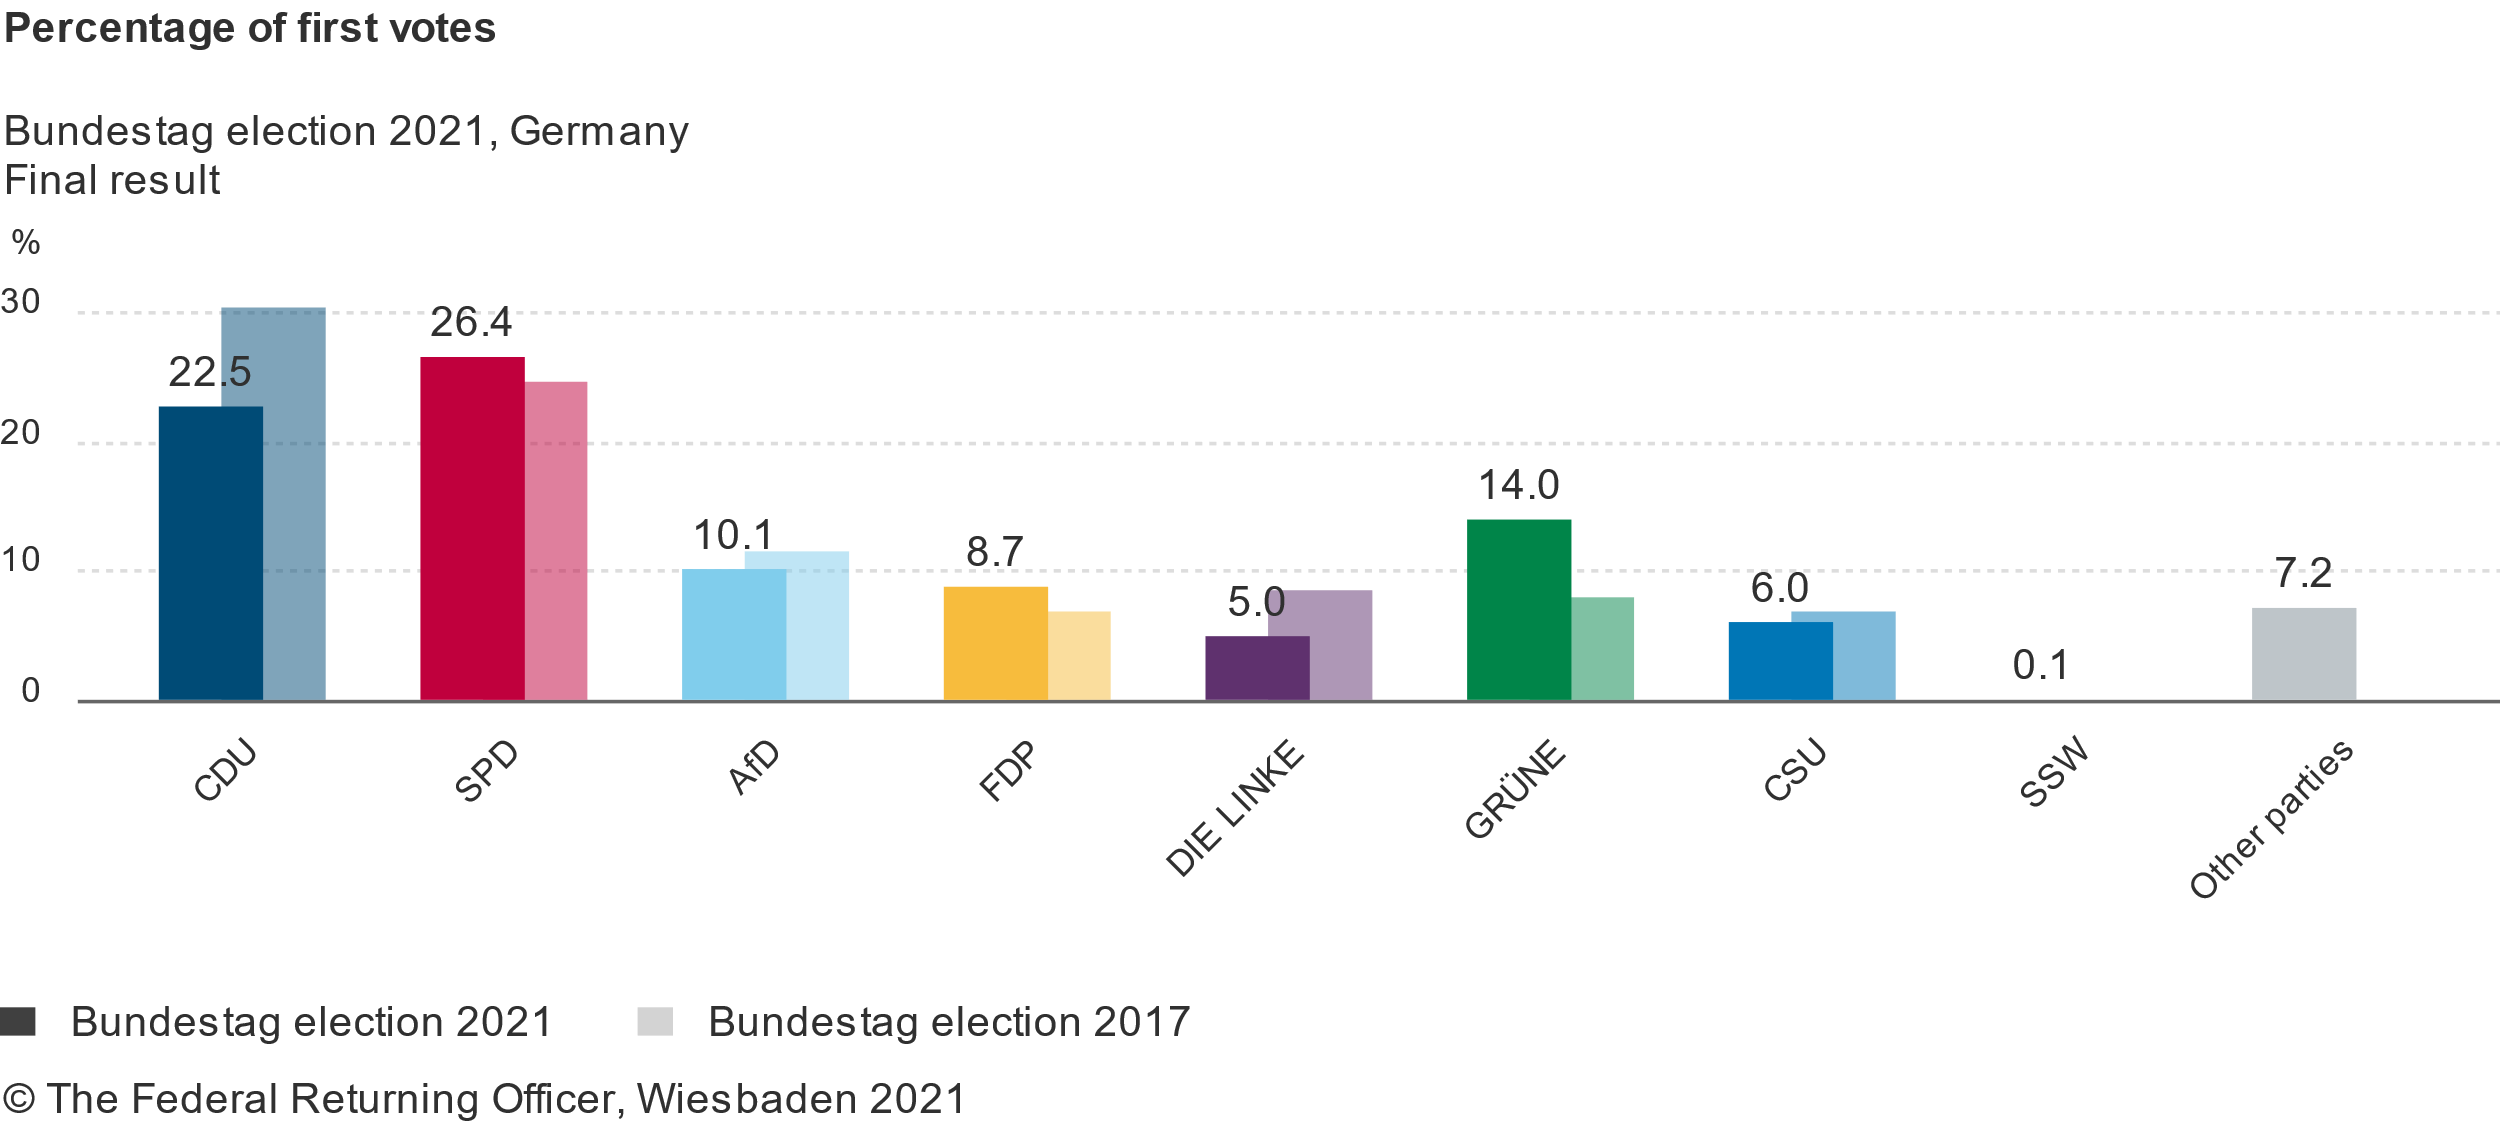 Percentage of first votes
Bundestag election 2021, Germany
Final result
%
30
20
10
0
22.5
26.4
10.1
8.7
5.0
14.0
6.0
0.1
7.2
CDU
SPD
AfD
FDP
DIE LINKE
GRÜNE
CSU
SSW
Other parties
Bundestag election 2021
Bundestag election 2017
© The Federal Returning Officer, Wiesbaden 2021